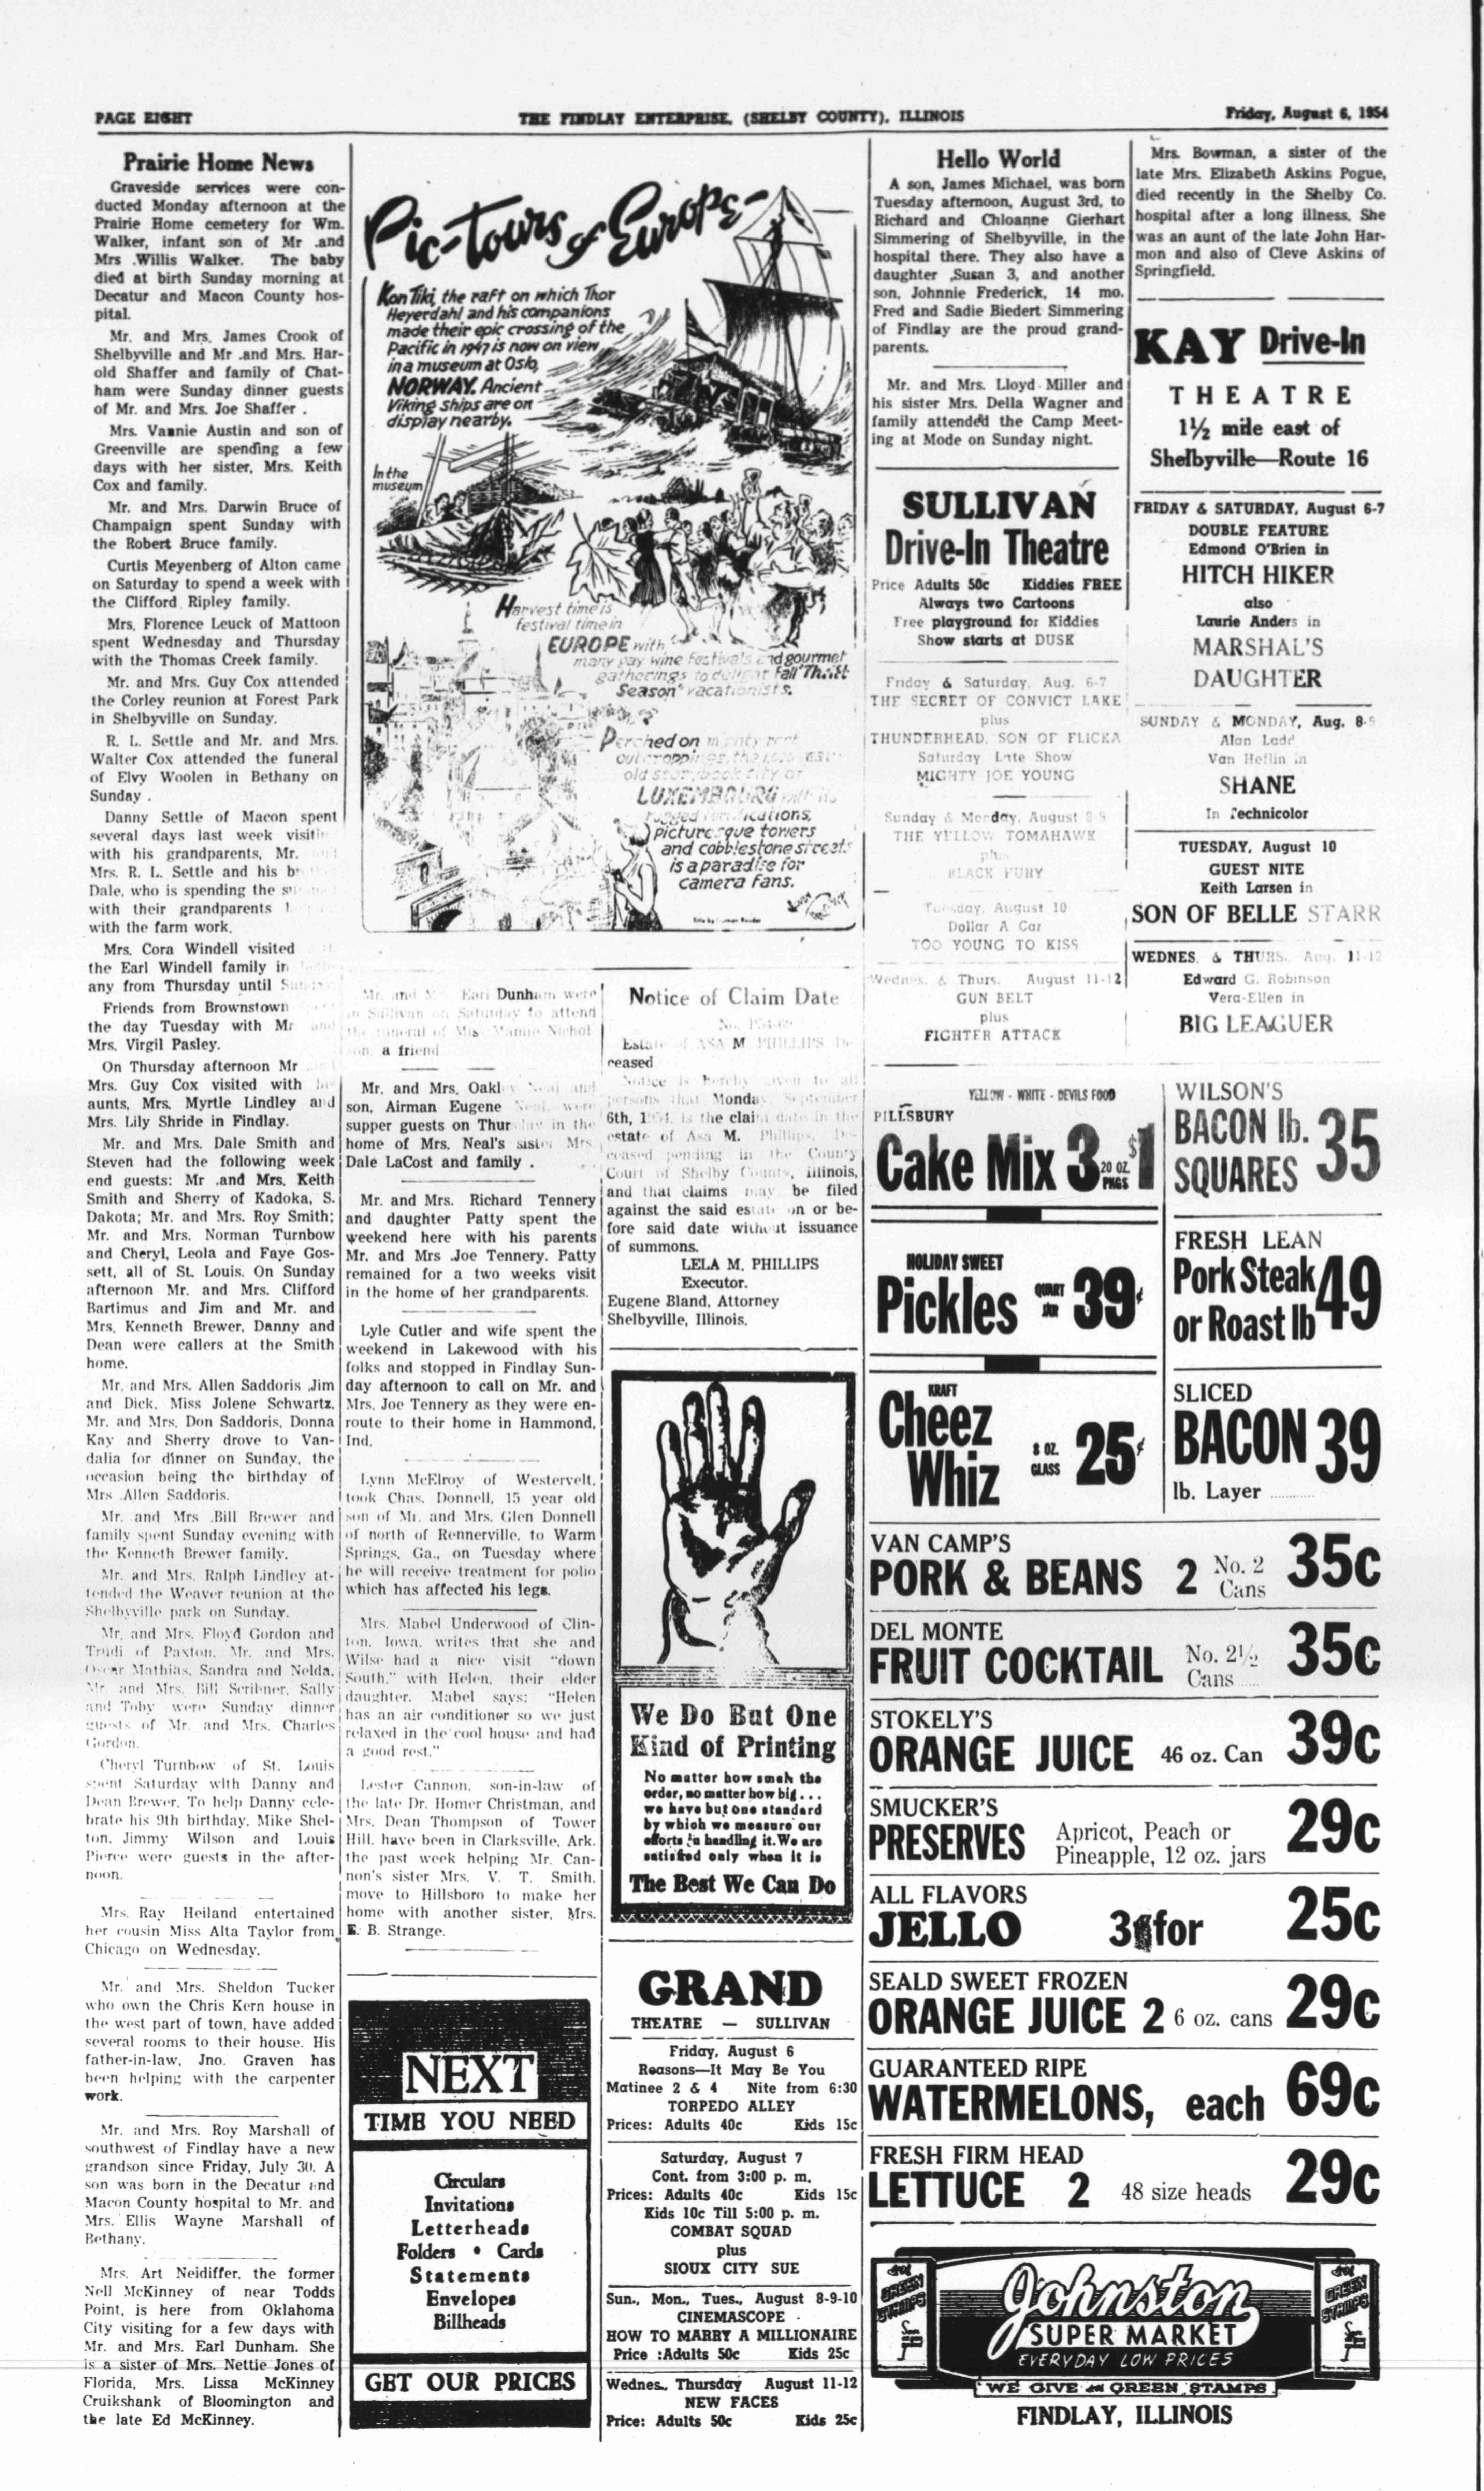 PAGE EIGHT
THE FINDLAY ENTERPRISE, (SHELBY COUNTY), ILLINOIS
Friday, August 6, 1954
Prairie Home News
Graveside services were con-
ducted Monday afternoon at the
Prairie Home cemetery for Wm.
Walker, infant son of Mr .and
Mrs .Willis Walker. The baby
died at birth Sunday morning at
Decatur and Macon County hos-
pital.
Mr. and Mrs. James Crook of
Shelbyville and Mr .and Mrs. Har-
old Shaffer and family of Chat-
ham were Sunday dinner guests
of Mr. and Mrs. Joe Shaffer .
Mrs. Vannie Austin and son of
Greenville are spending a few
days with her sister, Mrs. Keith
Cox and family.
Mr. and Mrs. Darwin Bruce of
Champaign spent Sunday with
the Robert Bruce family.
Curtis Meyenberg of Alton came
on Saturday to spend a week with
the Clifford Ripley family.
Mrs. Florence Leuck of Mattoon
spent Wednesday and Thursday
with the Thomas Creek family.
Mr. and Mrs. Guy Cox attended
the Corley reunion at Forest Park
in Shelbyville on Sunday.
R. L. Settle and Mr. and Mrs.
Walter Cox attended the funeral
of Elvy Woolen in Bethany on
Sunday .
Danny Settle of Macon spent
several days last week
with his grandparents, Mr.
Mrs. R. L. Settle and his
Dale, who is spending the
with their grandparents
with the farm work.
Mrs. Cora Windell visited
the Earl Windell family in
any from Thursday until
Friends from Brownstown
the day Tuesday with Mr and
Mrs. Virgil Pasley.
On Thursday afternoon Mr
Mrs. Guy Cox visited with
aunts, Mrs. Myrtle Lindley and
Mrs. Lily Shride in Findlay.
Mr. and Mrs. Dale Smith and
Steven had the following week
end guests: Mr .and Mrs. Keith
Smith and Sherry of Kadoka, S.
Dakota; Mr. and Mrs. Roy Smith;
Mr. and Mrs. Norman Turnbow
and Cheryl, Leola and Faye Gos-
sett, all of St. Louis. On Sunday
afternoon Mr. and Mrs. Clifford
Bartimus and Jim and Mr. and
Mrs. Kenneth Brewer, Danny and
Dean were callers at the Smith
home.
Mr. and Mrs. Allen Saddoris ,Jim
and Dick, Miss Jolene Schwartz,
Mr. and Mrs. Don Saddoris, Donna
Kay and Sherry drove to Van-
dalia for dinner on Sunday, the
occasion being the birthday of
Mrs .Allen Saddoris.
Mr. and Mrs .Bill Brewer and
family spent Sunday evening with
the Kenneth Brewer family.
Mr. and Mrs. Ralph Lindley at-
tended the Weaver reunion at the
Shelbyville park on Sunday.
Mr. and Mrs. Floyd Gordon and
Trudi of Paxton, Mr. and Mrs.
Oscar Mathias, Sandra and Nelda,
Mr and Mrs. Bill Scribner, Sally
and Toby were Sunday dinner
guests of Mr. and Mrs. Charles
Gordon.
Cheryl Turnbow of St. Louis
spent Saturday with Danny and
Dean Brewer. To help Danny cele-
brate his 9th birthday, Mike Shel-
ton, Jimmy Wilson and Louis
Pierce were guests in the after-
noon.
Mrs. Ray Heiland entertained
her cousin Miss Alta Taylor from
Chicago on Wednesday.
Mr. and Mrs. Sheldon Tucker
who own the Chris Kern house in
the west part of town, have added
several rooms to their house. His
father-in-law, Jno. Graven has
been helping with the carpenter
work.
Mr. and Mrs. Roy Marshall of
southwest of Findlay have a new
grandson since Friday, July 30. A
son was born in the Decatur and
Macon County hospital to Mr. and
Mrs. Ellis Wayne Marshall of
Bethany.
Mrs. Art Neidiffer, the former
Nell McKinney of near Todds
Point, is here from Oklahoma
City visiting for a few days with
Mr. and Mrs. Earl Dunham. She
is a sister of Mrs. Nettie Jones of
Florida, Mrs. Lissa McKinney
Cruikshank of Bloomington and
the late Ed McKinney.
Pic-tours of Europe-
Kon Tiki, the raft on which Thor
Heyerdahl and his companions
made their epic crossing of the
Pacific in 1947 is now on view
in a museum at Oslo,
NORWAY. Ancient
Viking ships are on
display nearby.
In the
museum
Harvest time is
festival time in
EUROPE with
many gay wine festivals and gourmet
gatherings to delight "Fall Thrift
Season" vacationists.
Perched on
outcroppings,
old storybook city of
LUXEMBOURG
rugged fortifications,
picturesque towers
and cobblestone streets
is a paradise for
camera fans.
Mr. and Mrs. Earl Dunham were
in Sullivan on Saturday to attend
the funeral of Mamie Nichol-
son, a friend
Mr. and Mrs. Oakley Neal and
son, Airman Eugene Neal, were
supper guests on Thursday in the
home of Mrs. Neal's sister Mrs.
Dale LaCost and family .
Mr. and Mrs. Richard Tennery
and daughter Patty spent the
weekend here with his parents
Mr. and Mrs .Joe Tennery. Patty
remained for a two weeks visit
in the home of her grandparents.
Lyle Cutler and wife spent the
weekend in Lakewood with his
folks and stopped in Findlay Sun-
day afternoon to call on Mr. and
Mrs. Joe Tennery as they were en-
route to their home in Hammond,
Ind.
Lynn McElroy of Westervelt,
took Chas. Donnell, 15 year old
son of Mr. and Mrs. Glen Donnell
of north of Rennerville, to Warm
Springs, Ga., on Tuesday where
he will receive treatment for polio
which has affected his legs.
Mrs. Mabel Underwood of Clin-
ton, Iowa, writes that she and
Wilse had a nice visit "down
South," with Helen, their elder
daughter. Mabel says: "Helen
has an air conditioner so we just
relaxed in the cool house and had
a good rest."
Lester Cannon, son-in-law of
the late Dr. Homer Christman, and
Mrs. Dean Thompson of Tower
Hill, have been in Clarksville, Ark.
the past week helping Mr. Can-
non's sister Mrs. V. T. Smith,
move to Hillsboro to make her
home with another sister, Mrs.
E. B. Strange.
NEXT
TIME YOU NEED
Circulars
Invitations
Letterheads
Folders • Cards
Statements
Envelopes
Billheads
GET OUR PRICES
Notice of Claim Date
Estate of ASA M. PHILLIPS De-
ceased
Notice is hereby given to all
persons that Monday, September
6th, 1954, is the claim date in the
estate of Asa M. Phillips, De-
ceased pending in the County
Court of Shelby County, Illinois,
and that claims may be filed
against the said estate on or be-
fore said date without issuance
of summons.
LELA M. PHILLIPS
Executor.
Eugene Bland, Attorney
Shelbyville, Illinois.
We Do But One
Kind of Printing
No matter how small the
order, no matter how big . . .
we have but one standard
by which we measure our
efforts in handling it. We are
satisfied only when it is
The Best We Can Do
GRAND
THEATRE — SULLIVAN
Friday, August 6
Reasons—It May Be You
Matinee 2 & 4 Nite from 6:30
TORPEDO ALLEY
Prices: Adults 40c Kids 15c
Saturday, August 7
Cont. from 3:00 p. m.
Prices: Adults 40c Kids 15c
Kids 10c Till 5:00 p. m.
COMBAT SQUAD
plus
SIOUX CITY SUE
Sun., Mon., Tues., August 8-9-10
CINEMASCOPE -
HOW TO MARRY A MILLIONAIRE
Price :Adults 50c Kids 25c
Wednes., Thursday August 11-12
NEW FACES
Price: Adults 50c Kids 25c
Hello World
A son, James Michael, was born
Tuesday afternoon, August 3rd, to
Richard and Chloanne Gierhart
Simmering of Shelbyville, in the
hospital there. They also have a
daughter ,Susan 3, and another
son, Johnnie Frederick, 14 mo.
Fred and Sadie Biedert Simmering
of Findlay are the proud grand-
parents.
Mr. and Mrs. Lloyd Miller and
his sister Mrs. Della Wagner and
family attended the Camp Meet-
ing at Mode on Sunday night.
SULLIVAN
Drive-In Theatre
Price Adults 50c Kiddies FREE
Always two Cartoons
Free playground for Kiddies
Show starts at DUSK
Friday & Saturday, Aug. 6-7
THE SECRET OF CONVICT LAKE
plus
THUNDERHEAD, SON OF FLICKA
Saturday Late Show
MIGHTY JOE YOUNG
Sunday & Monday, August 8-9
THE YELLOW TOMAHAWK
plus
BLACK FURY
Tuesday, August 10
Dollar A Car
TOO YOUNG TO KISS
Wednes. & Thurs. August 11-12
GUN BELT
plus
FIGHTER ATTACK
Mrs. Bowman, a sister of the
late Mrs. Elizabeth Askins Pogue,
died recently in the Shelby Co.
hospital after a long illness. She
was an aunt of the late John Har-
mon and also of Cleve Askins of
Springfield.
KAY Drive-In
THEATRE
1½ mile east of
Shelbyville—Route 16
FRIDAY & SATURDAY, August 6-7
DOUBLE FEATURE
Edmond O'Brien in
HITCH HIKER
also
Laurie Anders in
MARSHAL'S
DAUGHTER
SUNDAY & MONDAY, Aug. 8-9
Alan Ladd
Van Heflin in
SHANE
In Technicolor
TUESDAY, August 10
GUEST NITE
Keith Larsen in
SON OF BELLE STARR
WEDNES. & THURS. Aug. 11-12
Edward G. Robinson
Vera-Ellen in
BIG LEAGUER
YELLOW - WHITE - DEVILS FOOD
PILLSBURY
Cake Mix 3 20 OZ. PKGS $1
HOLIDAY SWEET
Pickles QUART JAR 39¢
KRAFT
Cheez
Whiz 8 OZ. GLASS 25¢
WILSON'S
BACON lb.
SQUARES 35
FRESH LEAN
Pork Steak
or Roast lb 49
SLICED
BACON 39
lb. Layer
VAN CAMP'S
PORK & BEANS 2 No. 2 Cans 35c
DEL MONTE
FRUIT COCKTAIL No. 2½ Cans 35c
STOKELY'S
ORANGE JUICE 46 oz. Can 39c
SMUCKER'S
PRESERVES Apricot, Peach or Pineapple, 12 oz. jars 29c
ALL FLAVORS
JELLO 3 for 25c
SEALD SWEET FROZEN
ORANGE JUICE 2 6 oz. cans 29c
GUARANTEED RIPE
WATERMELONS, each 69c
FRESH FIRM HEAD
LETTUCE 2 48 size heads 29c
GREEN STAMPS
Johnston
SUPER MARKET
EVERYDAY LOW PRICES
GREEN STAMPS
WE GIVE GREEN STAMPS
FINDLAY, ILLINOIS